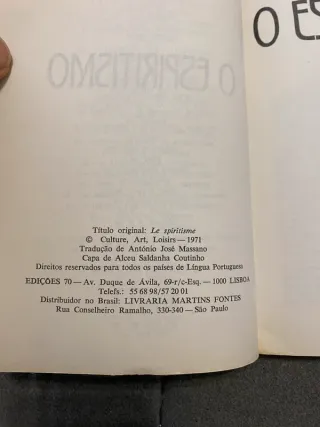 O ESPIRITISMO
O ES
Título original: Le spiritisme
© Culture, Art, Loisirs — 1971
Tradução de António José Massano
Capa de Alceu Saldanha Coutinho
Direitos reservados para todos os países de Língua Portuguesa
EDIÇÕES 70 — Av. Duque de Ávila, 69-r/c-Esq. — 1000 LISBOA
Telefs.: 55 68 98/57 20 01
Distribuidor no Brasil: LIVRARIA MARTINS FONTES
Rua Conselheiro Ramalho, 330-340 — São Paulo